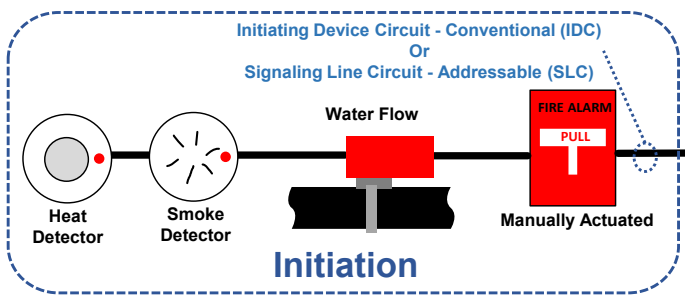 Initiating Device Circuit - Conventional (IDC)
Or
Signaling Line Circuit - Addressable (SLC)
Water Flow
FIRE ALARM
PULL
Heat
Detector
Smoke
Detector
Manually Actuated
Initiation